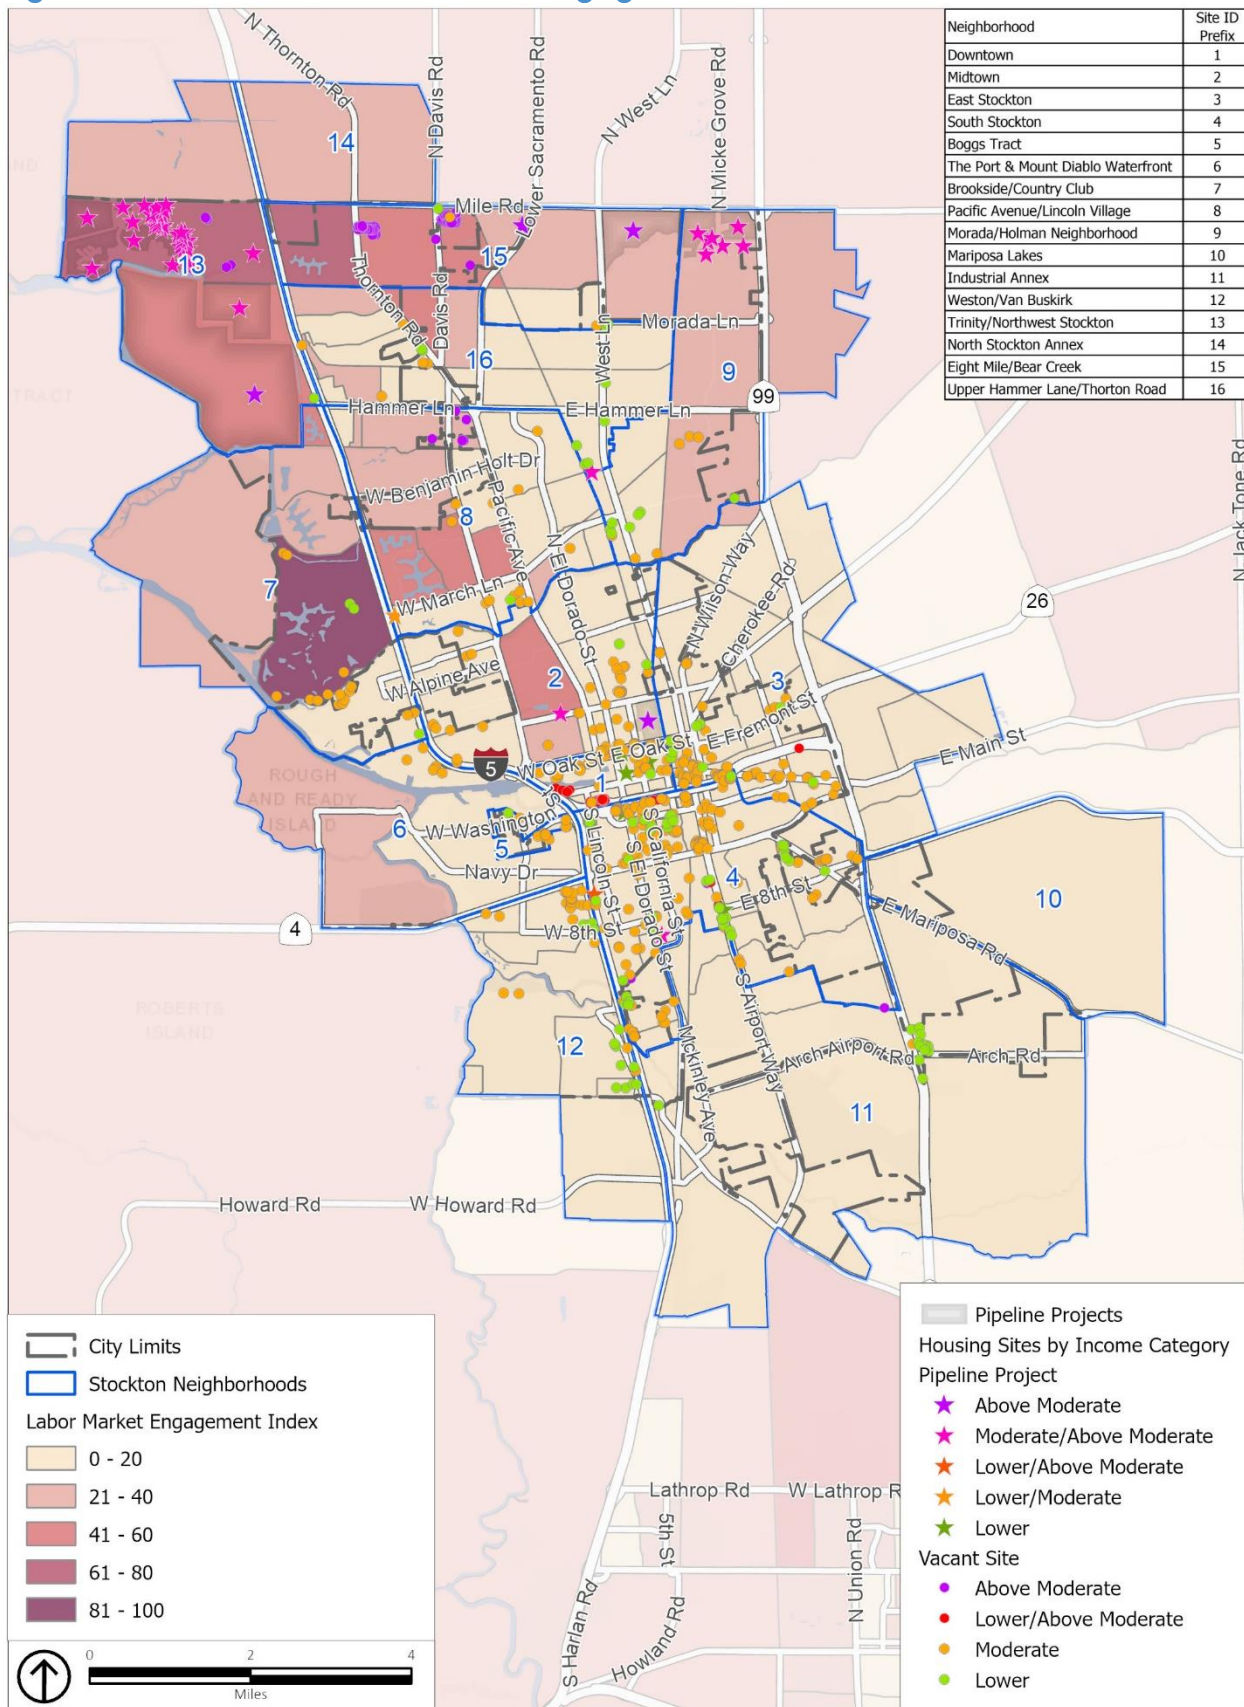 Neighborhood Site ID Prefix
Downtown 1
Midtown 2
East Stockton 3
South Stockton 4
Boggs Tract 5
The Port & Mount Diablo Waterfront 6
Brookside/Country Club 7
Pacific Avenue/Lincoln Village 8
Morada/Holman Neighborhood 9
Mariposa Lakes 10
Industrial Annex 11
Weston/Van Buskirk 12
Trinity/Northwest Stockton 13
North Stockton Annex 14
Eight Mile/Bear Creek 15
Upper Hammer Lane/Thorton Road 16
N Thornton Rd
N Davis Rd
Lower Sacramento Rd
N West Ln
N Micke Grove Rd
14
Mile Rd
13
15
Thornton Rd
Davis Rd
West Ln
Morada Ln
16
9
99
TRACT
Hammer Ln
E Hammer Ln
N Jack Tone Rd
W Benjamin Holt Dr
Pacific Ave
8
N El Dorado St
N Wilson Way
Cherokee Rd
7
W March Ln
26
W Alpine Ave
2
3
E Fremont St
E Main St
5
W Oak St
E Oak St
1
ROUGH
AND READY
ISLAND
6
W Washington St
5
Navy Dr
S Lincoln St
S El Dorado St
S California St
4
E 8th St
10
E Mariposa Rd
4
W 8th St
ROBERTS
ISLAND
12
S Airport Way
Mckinley Ave
Arch Airport Rd
Arch Rd
11
Howard Rd
W Howard Rd
Lathrop Rd
W Lathrop R
5th St
N Union Rd
S Harlan Rd
Howland Rd
City Limits
Stockton Neighborhoods
Labor Market Engagement Index
0 - 20
21 - 40
41 - 60
61 - 80
81 - 100
0 2 4
Miles
Pipeline Projects
Housing Sites by Income Category
Pipeline Project
Above Moderate
Moderate/Above Moderate
Lower/Above Moderate
Lower/Moderate
Lower
Vacant Site
Above Moderate
Lower/Above Moderate
Moderate
Lower